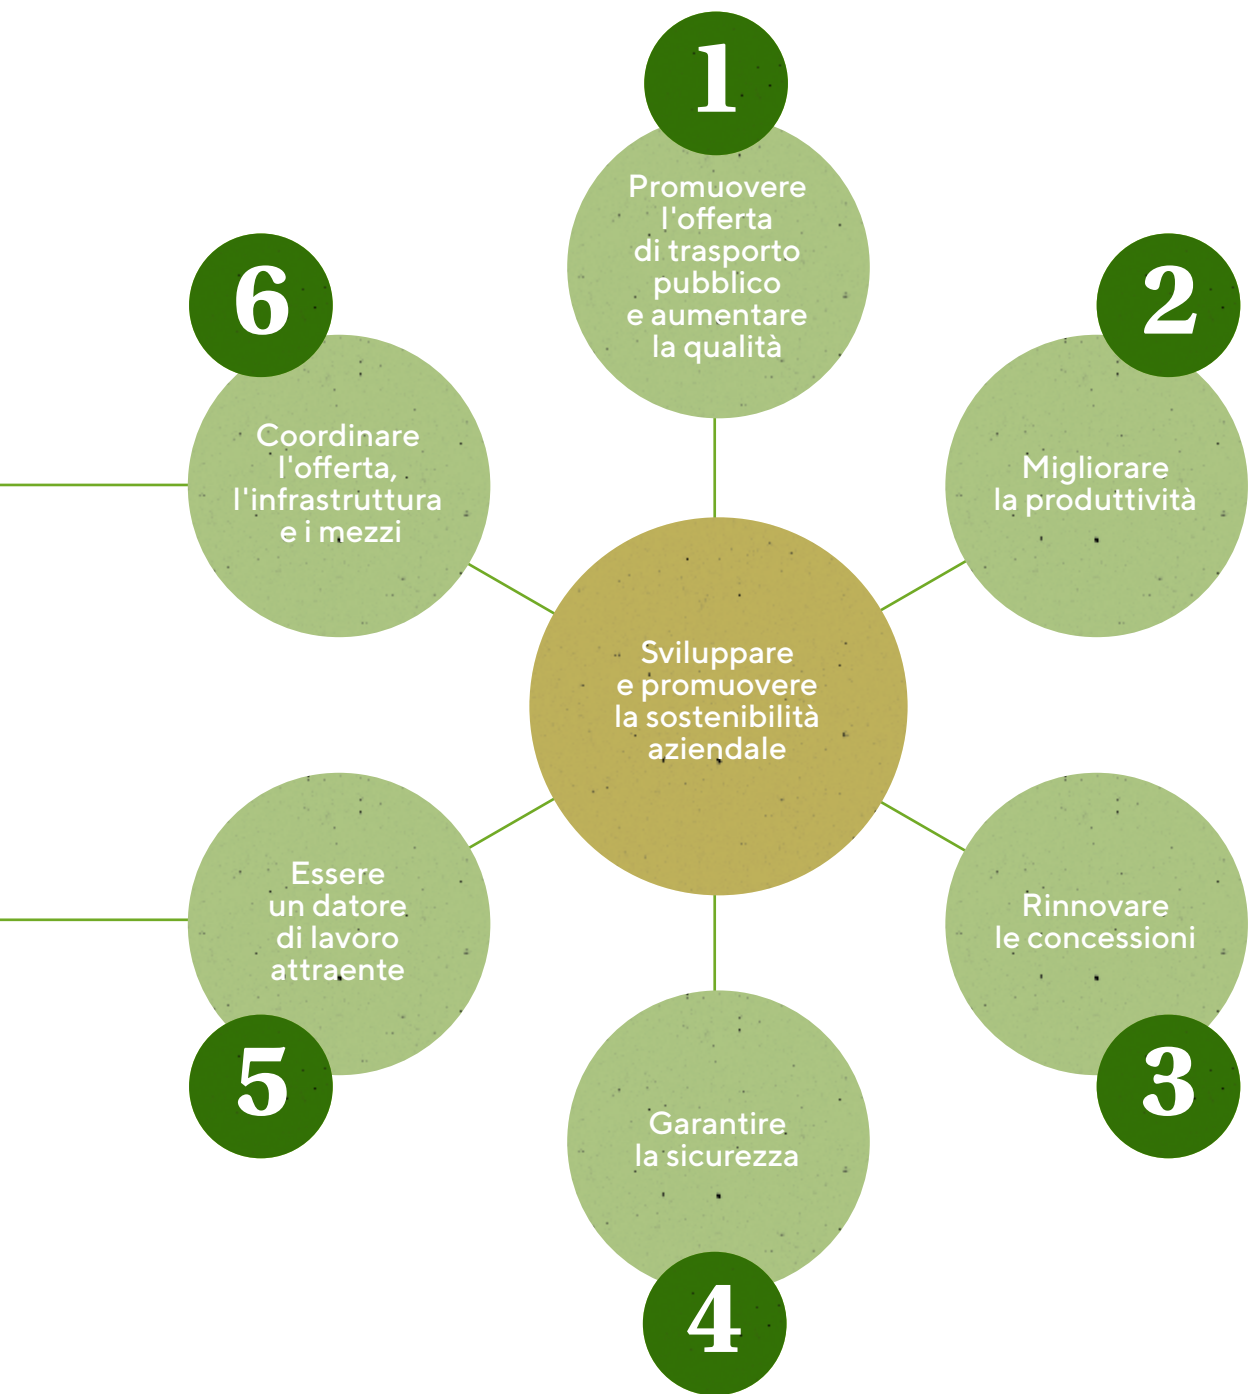 1
Promuovere
l'offerta
di trasporto
pubblico
e aumentare
la qualità
2
Migliorare
la produttività
3
Rinnovare
le concessioni
4
Garantire
la sicurezza
5
Essere
un datore
di lavoro
attraente
6
Coordinare
l'offerta,
l'infrastruttura
e i mezzi
Sviluppare
e promuovere
la sostenibilità
aziendale